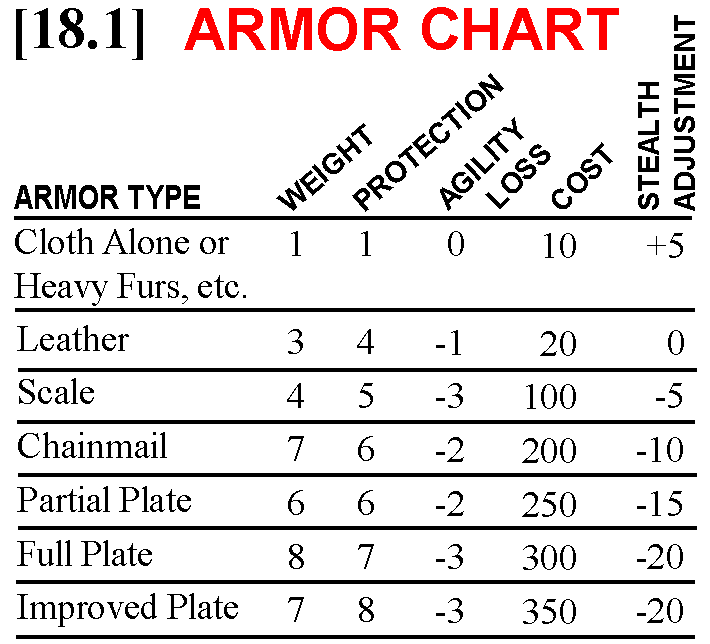 [18.1] ARMOR CHART
ARMOR TYPE WEIGHT PROTECTION AGILITY LOSS COST STEALTH ADJUSTMENT
Cloth Alone or 1 1 0 10 +5
Heavy Furs, etc.
Leather 3 4 -1 20 0
Scale 4 5 -3 100 -5
Chainmail 7 6 -2 200 -10
Partial Plate 6 6 -2 250 -15
Full Plate 8 7 -3 300 -20
Improved Plate 7 8 -3 350 -20